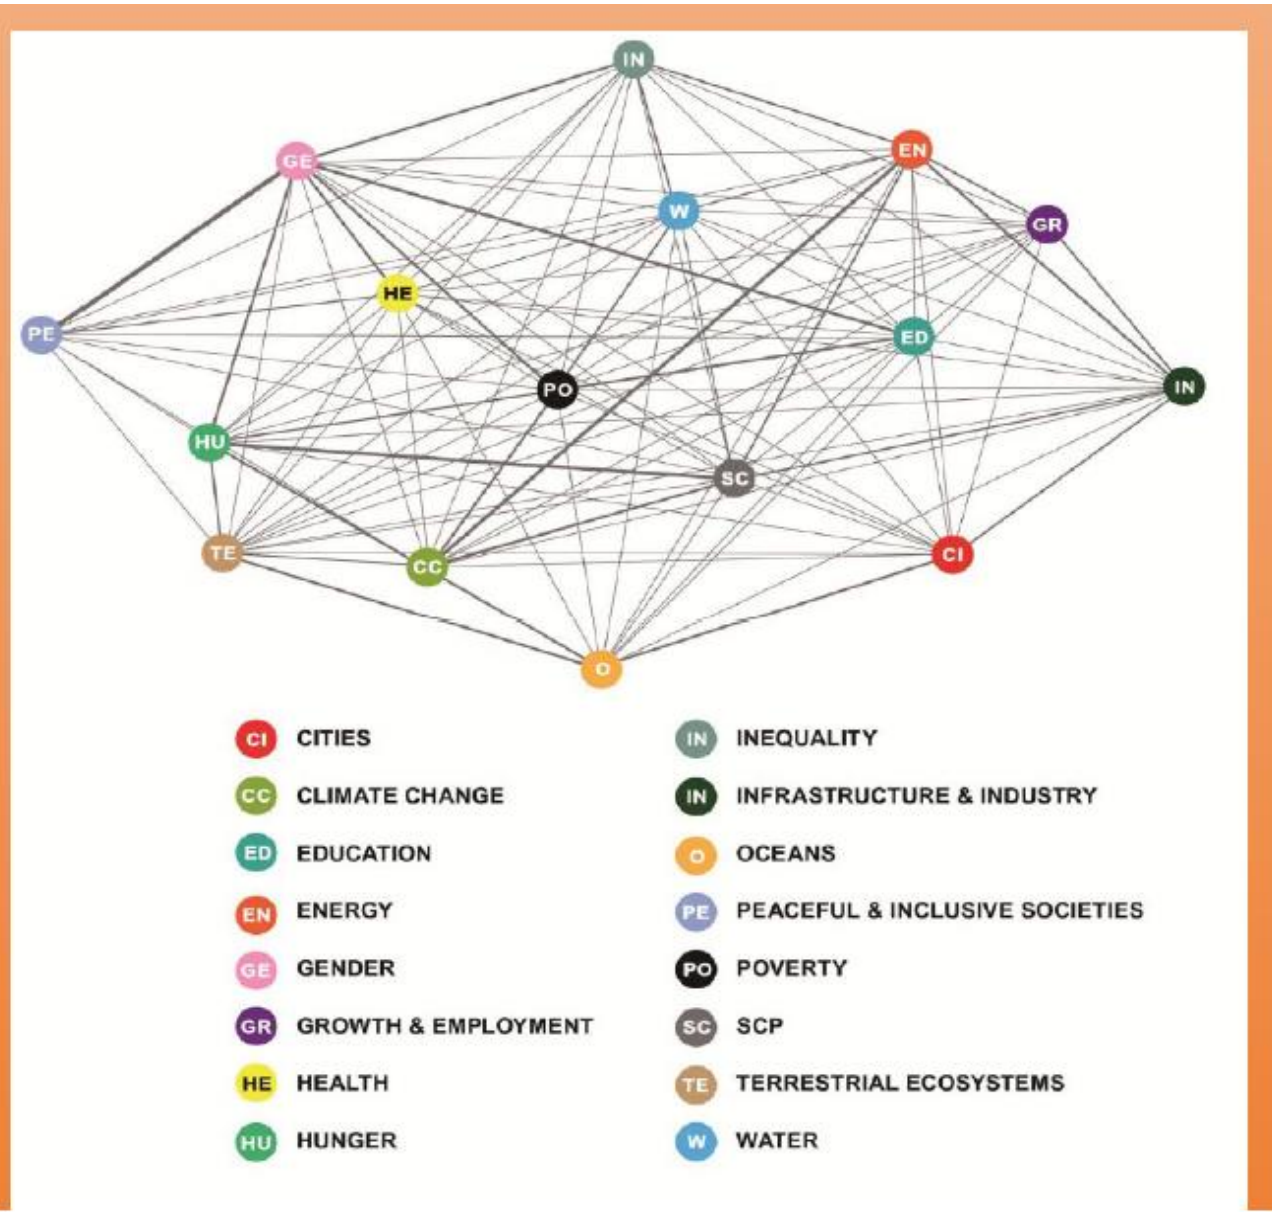 IN
GE
EN
W
GR
HE
PE
ED
PO
IN
HU
SC
TE
CC
CI
O
CI CITIES
IN INEQUALITY
CC CLIMATE CHANGE
IN INFRASTRUCTURE & INDUSTRY
ED EDUCATION
O OCEANS
EN ENERGY
PE PEACEFUL & INCLUSIVE SOCIETIES
GE GENDER
PO POVERTY
GR GROWTH & EMPLOYMENT
SC SCP
HE HEALTH
TE TERRESTRIAL ECOSYSTEMS
HU HUNGER
W WATER